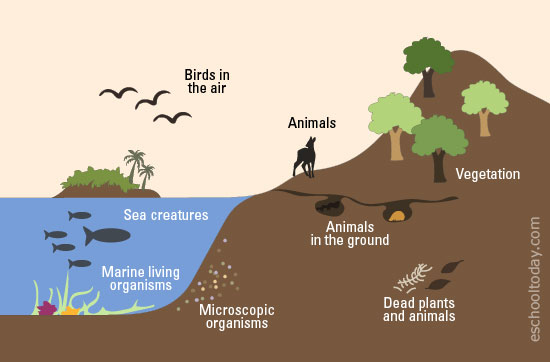 Birds in
the air
Animals
Vegetation
Sea creatures
Animals
in the ground
Marine living
organisms
Microscopic
organisms
Dead plants
and animals
eschooltoday.com